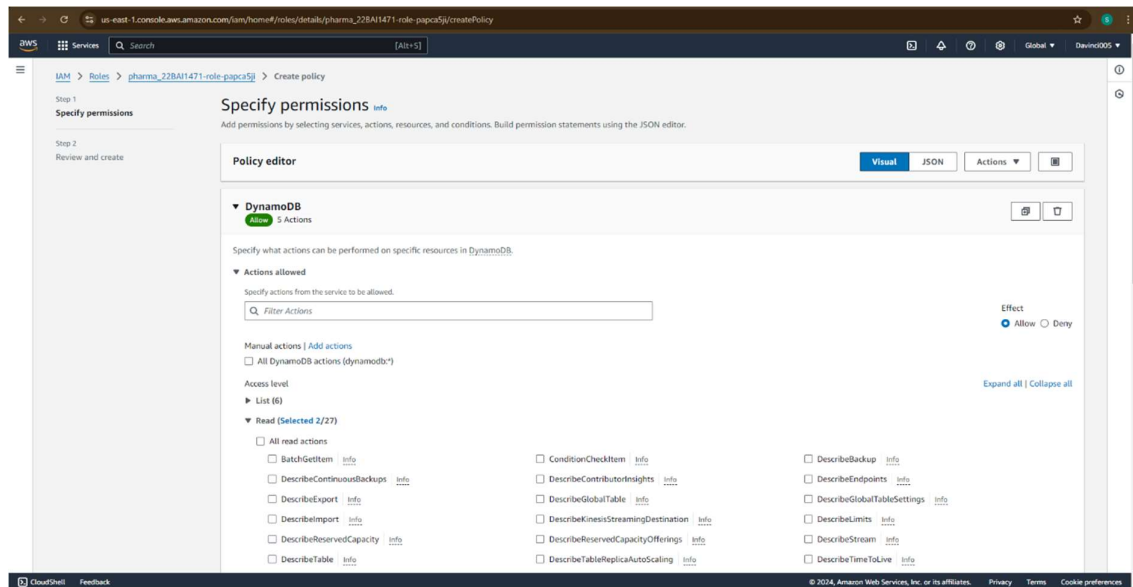 us-east-1.console.aws.amazon.com/iam/home#/roles/details/pharma_22BAI1471-role-papca5ji/createPolicy
aws Services Search [Alt+S] Global Davinci005
IAM > Roles > pharma_22BAI1471-role-papca5ji > Create policy
Step 1
Specify permissions
Step 2
Review and create
Specify permissions Info
Add permissions by selecting services, actions, resources, and conditions. Build permission statements using the JSON editor.
Policy editor Visual JSON Actions
DynamoDB
Allow 5 Actions
Specify what actions can be performed on specific resources in DynamoDB.
Actions allowed
Specify actions from the service to be allowed.
Filter Actions
Effect
Allow Deny
Manual actions | Add actions
All DynamoDB actions (dynamodb:*)
Access level Expand all | Collapse all
List (6)
Read (Selected 2/27)
All read actions
BatchGetItem Info ConditionCheckItem Info DescribeBackup Info
DescribeContinuousBackups Info DescribeContributorInsights Info DescribeEndpoints Info
DescribeExport Info DescribeGlobalTable Info DescribeGlobalTableSettings Info
DescribeImport Info DescribeKinesisStreamingDestination Info DescribeLimits Info
DescribeReservedCapacity Info DescribeReservedCapacityOfferings Info DescribeStream Info
DescribeTable Info DescribeTableReplicaAutoScaling Info DescribeTimeToLive Info
CloudShell Feedback © 2024, Amazon Web Services, Inc. or its affiliates. Privacy Terms Cookie preferences